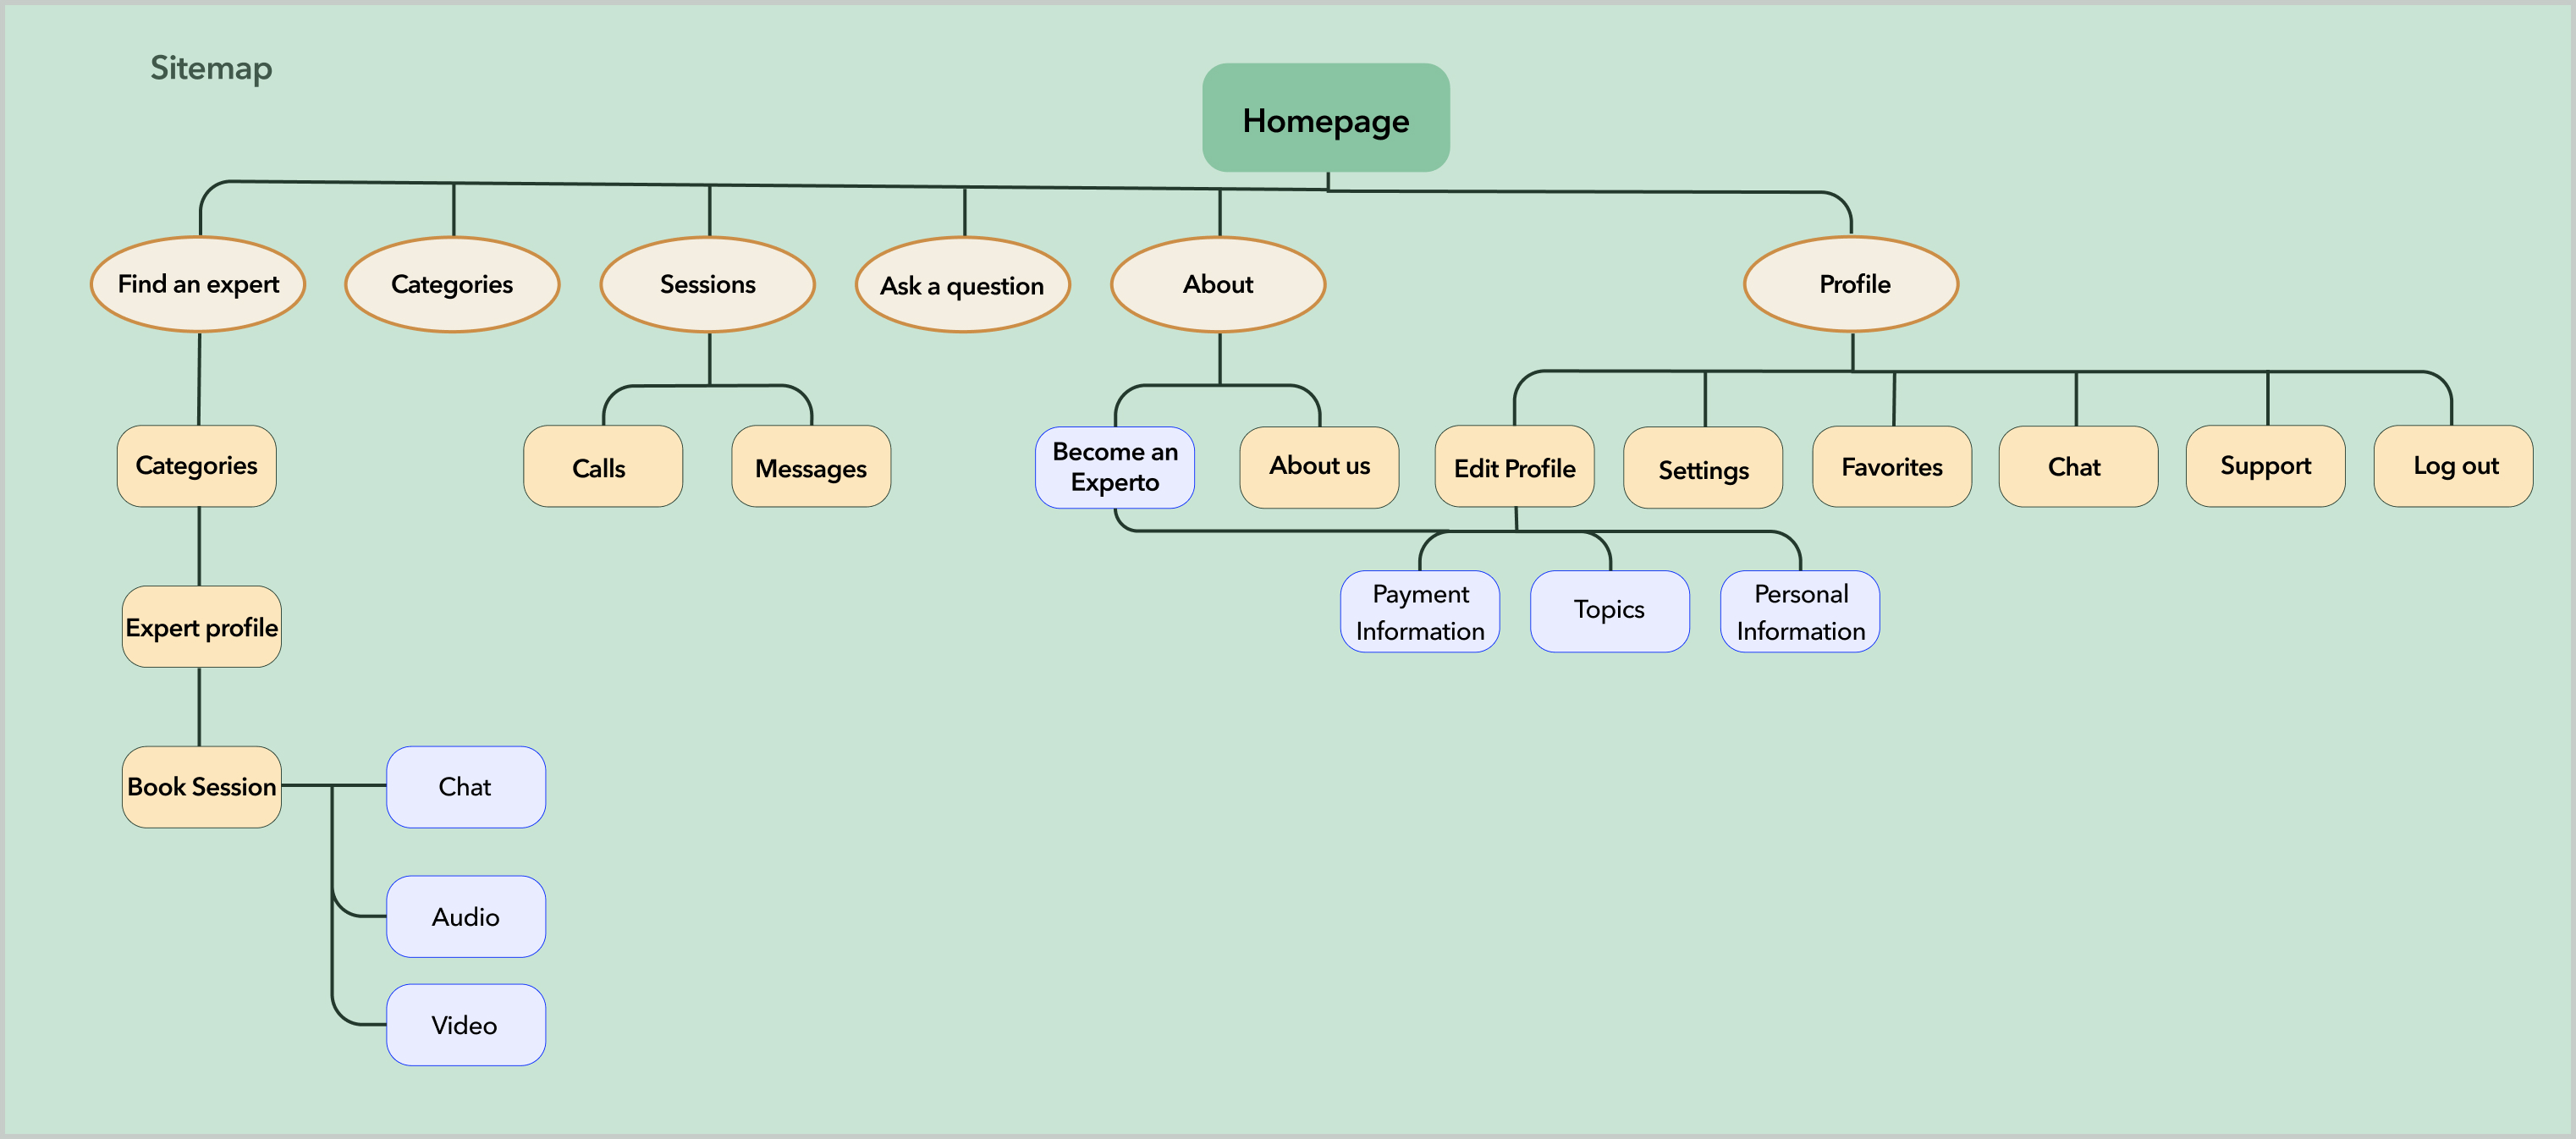 Sitemap
Homepage
Find an expert
Categories
Sessions
Ask a question
About
Profile
Categories
Calls
Messages
Become an
Experto
About us
Edit Profile
Settings
Favorites
Chat
Support
Log out
Expert profile
Payment
Information
Topics
Personal
Information
Book Session
Chat
Audio
Video